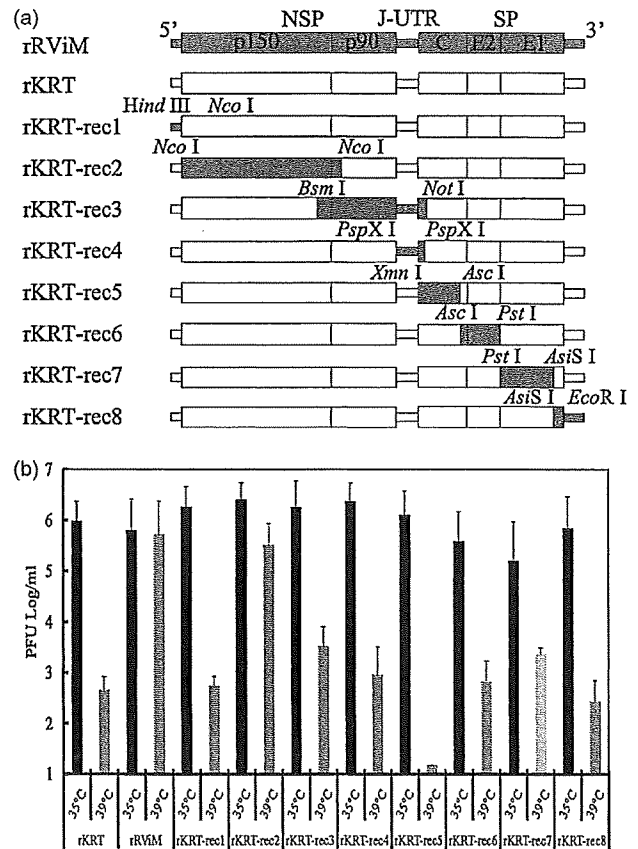 (a)
NSP J-UTR SP
5' 3'
rRViM p150 p90 C E2 E1
rKRT
Hind III Nco I
rKRT-rec1
Nco I Nco I
rKRT-rec2
Bsm I Not I
rKRT-rec3
PspX I PspX I
rKRT-rec4
Xmn I Asc I
rKRT-rec5
Asc I Pst I
rKRT-rec6
Pst I AsiS I
rKRT-rec7
AsiS I EcoR I
rKRT-rec8
(b)
PFU Log/ml
7
6
5
4
3
2
1
35°C 39°C 35°C 39°C 35°C 39°C 35°C 39°C 35°C 39°C 35°C 39°C 35°C 39°C 35°C 39°C 35°C 39°C 35°C 39°C
rKRT rRViM rKRT-rec1 rKRT-rec2 rKRT-rec3 rKRT-rec4 rKRT-rec5 rKRT-rec6 rKRT-rec7 rKRT-rec8